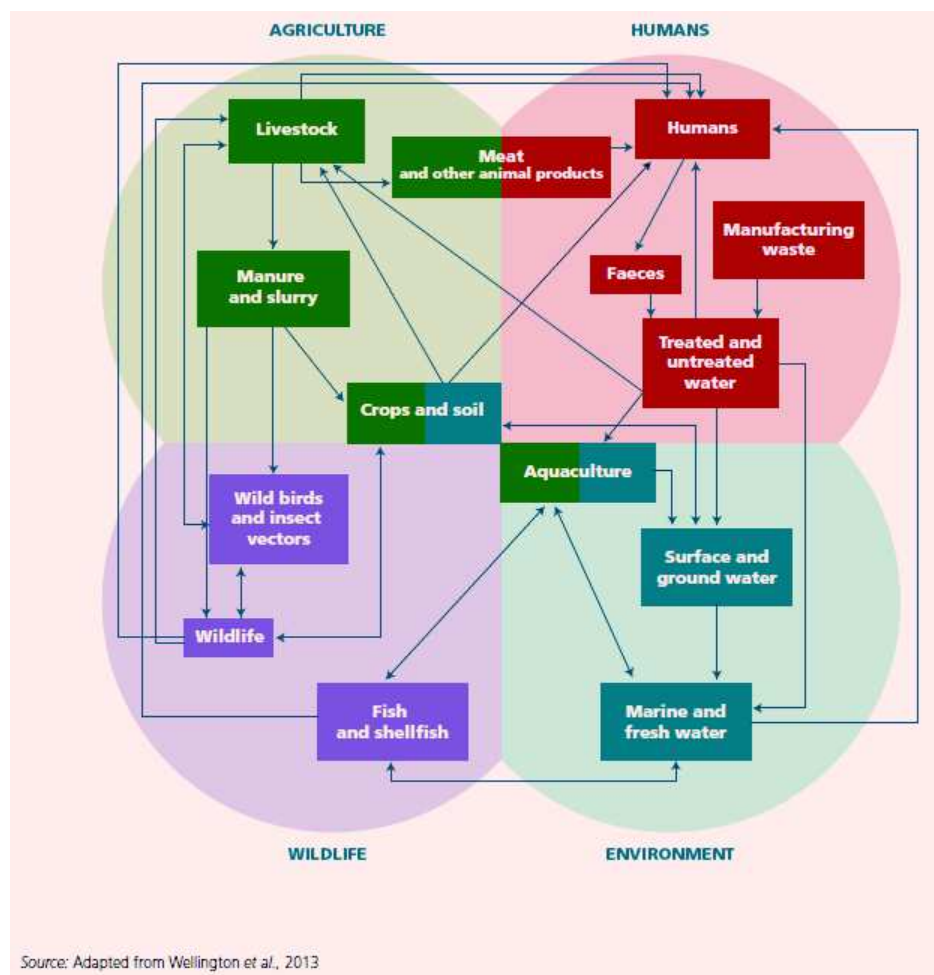 AGRICULTURE
HUMANS
Livestock
Humans
Meat
and other animal products
Manufacturing
waste
Manure
and slurry
Faeces
Treated and
untreated
water
Crops and soil
Aquaculture
Wild birds
and insect
vectors
Surface and
ground water
Wildlife
Fish
and shellfish
Marine and
fresh water
WILDLIFE
ENVIRONMENT
Source: Adapted from Wellington et al., 2013